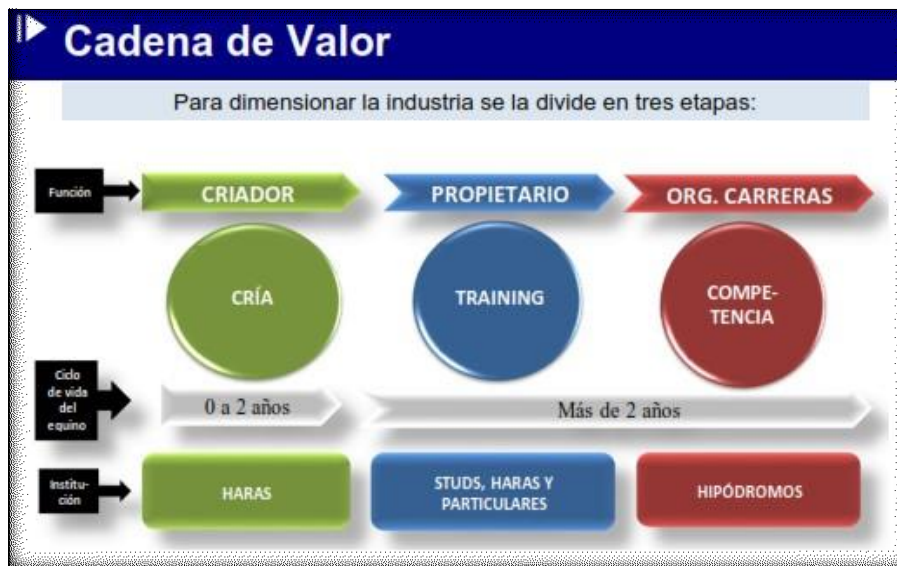 Cadena de Valor
Para dimensionar la industria se la divide en tres etapas:
Función
CRIADOR
PROPIETARIO
ORG. CARRERAS
CRÍA
TRAINING
COMPE-
TENCIA
Ciclo
de vida
del
equino
0 a 2 años
Más de 2 años
Institu-
ción
HARAS
STUDS, HARAS Y
PARTICULARES
HIPÓDROMOS